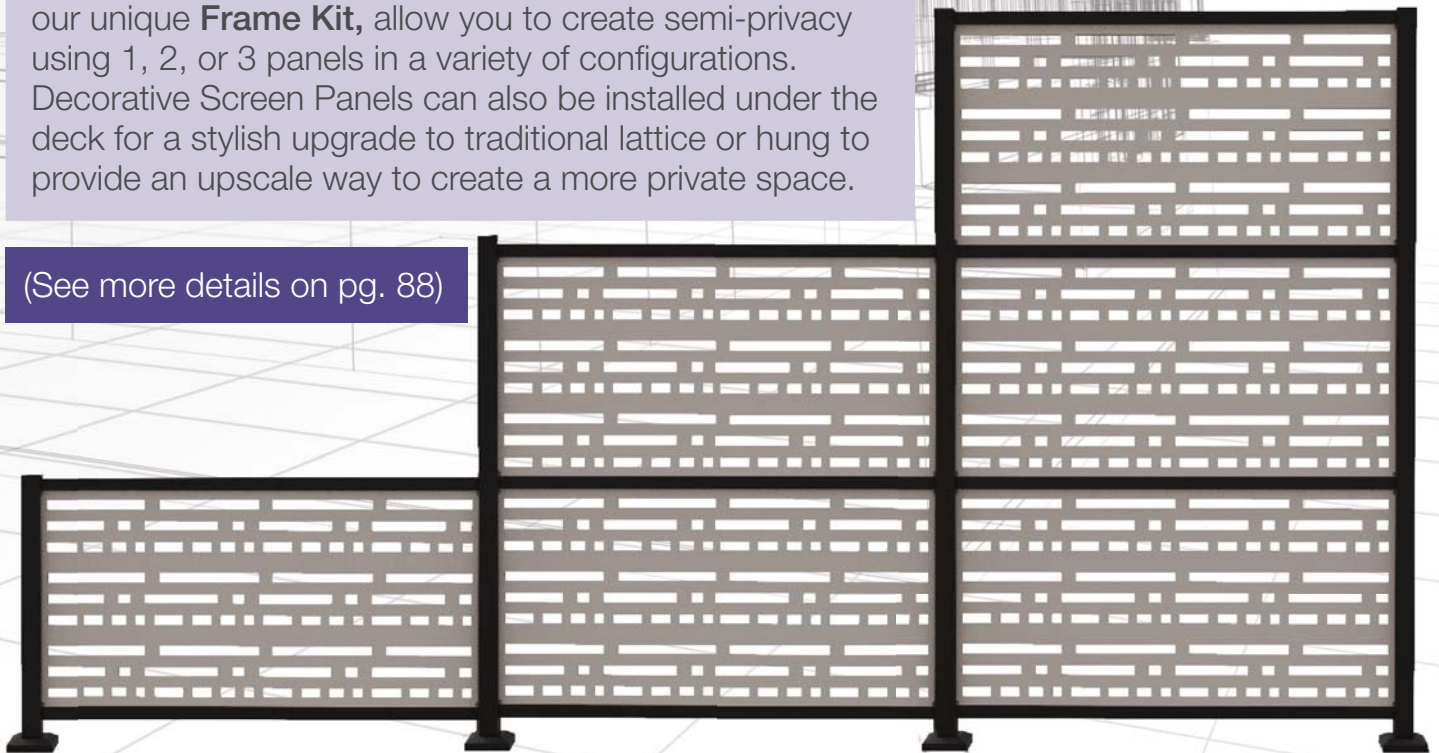 our unique Frame Kit, allow you to create semi-privacy
using 1, 2, or 3 panels in a variety of configurations.
Decorative Screen Panels can also be installed under the
deck for a stylish upgrade to traditional lattice or hung to
provide an upscale way to create a more private space.
(See more details on pg. 88)